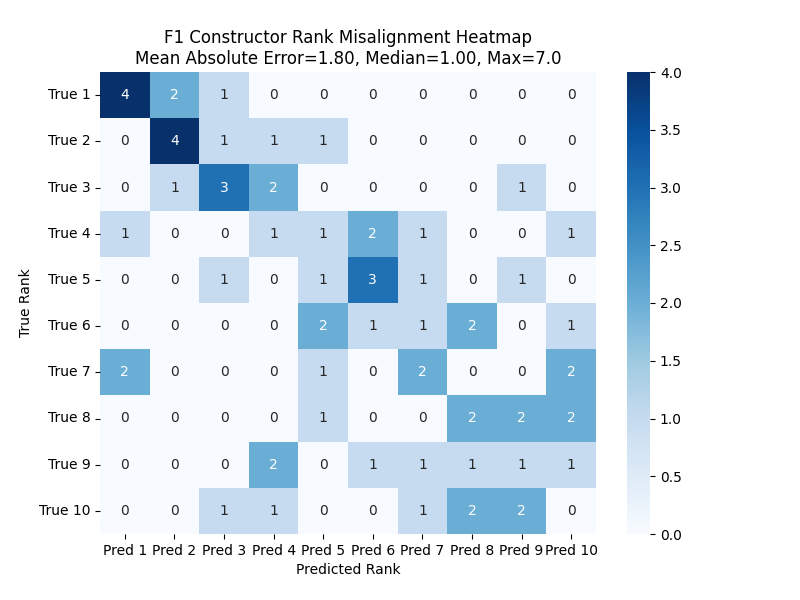 F1 Constructor Rank Misalignment Heatmap
Mean Absolute Error=1.80, Median=1.00, Max=7.0
True 1 4 2 1 0 0 0 0 0 0 0
True 2 0 4 1 1 1 0 0 0 0 0
True 3 0 1 3 2 0 0 0 0 1 0
True 4 1 0 0 1 1 2 1 0 0 1
True 5 0 0 1 0 1 3 1 0 1 0
True 6 0 0 0 0 2 1 1 2 0 1
True 7 2 0 0 0 1 0 2 0 0 2
True 8 0 0 0 0 1 0 0 2 2 2
True 9 0 0 0 2 0 1 1 1 1 1
True 10 0 0 1 1 0 0 1 2 2 0
Pred 1 Pred 2 Pred 3 Pred 4 Pred 5 Pred 6 Pred 7 Pred 8 Pred 9 Pred 10
Predicted Rank
True Rank
4.0
3.5
3.0
2.5
2.0
1.5
1.0
0.5
0.0